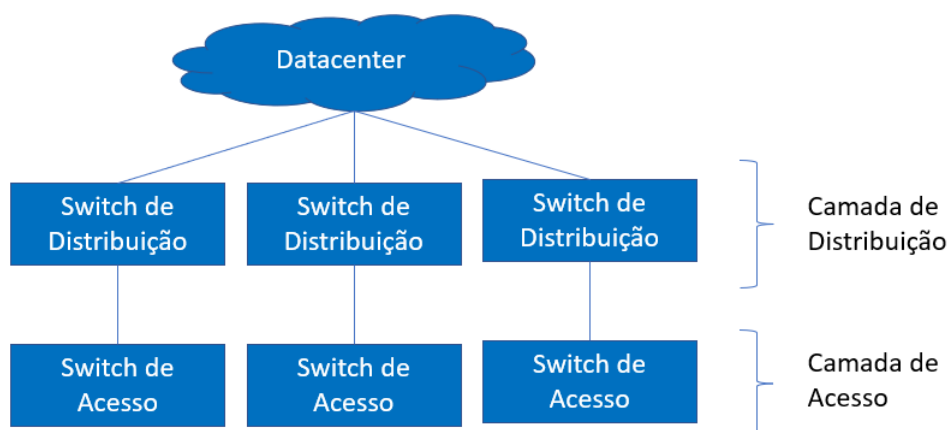 Datacenter
Switch de
Distribuição
Switch de
Distribuição
Switch de
Distribuição
Camada de
Distribuição
Switch de
Acesso
Switch de
Acesso
Switch de
Acesso
Camada de
Acesso